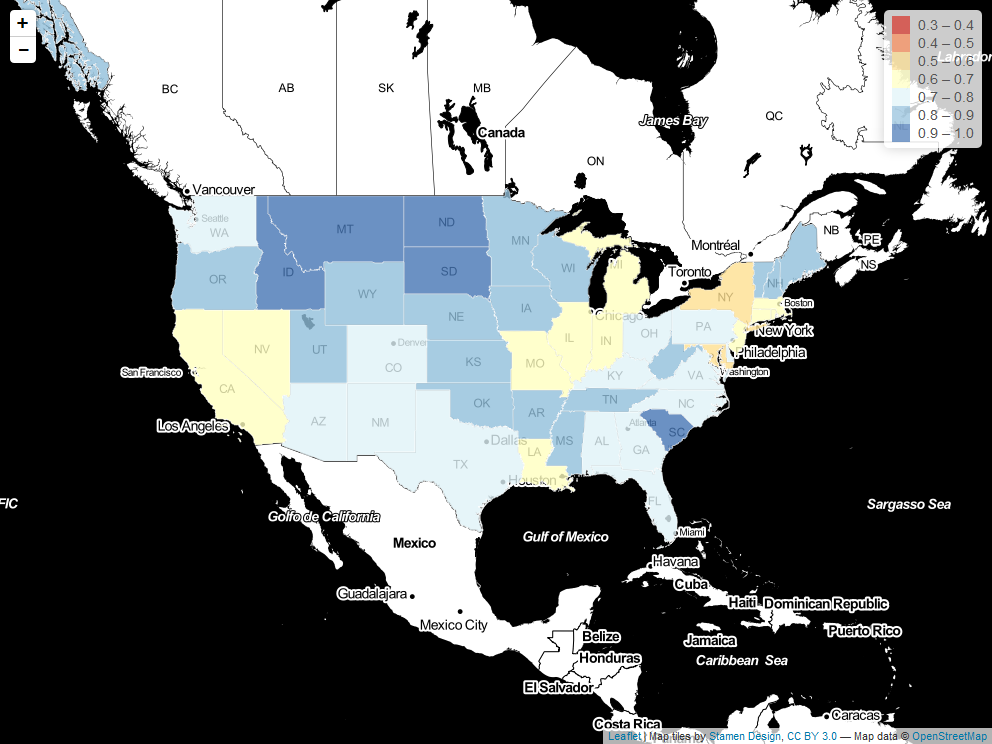 +
−
0.3 – 0.4
0.4 – 0.5
0.5 – 0.6
0.6 – 0.7
0.7 – 0.8
0.8 – 0.9
0.9 – 1.0
Labrador
NL
BC
AB
SK
MB
Canada
ON
James Bay
QC
NB
PE
NS
Vancouver
Seattle
WA
MT
ND
MN
Montréal
OR
ID
SD
WI
MI
Toronto
WY
NH
NY
Boston
NE
IA
Chicago
New York
NV
UT
Denver
CO
KS
MO
IL
IN
OH
PA
Philadelphia
San Francisco
Washington
CA
KY
VA
Los Angeles
AZ
NM
OK
AR
TN
NC
Atlanta
SC
Dallas
MS
AL
GA
LA
TX
Houston
FL
Miami
FIC
Golfo de California
Sargasso Sea
Mexico
Gulf of Mexico
Havana
Cuba
Guadalajara
Haiti
Dominican Republic
Mexico City
Puerto Rico
Belize
Jamaica
Honduras
Caribbean Sea
El Salvador
Costa Rica
Caracas
Panama
Leaflet | Map tiles by Stamen Design, CC BY 3.0 — Map data © OpenStreetMap